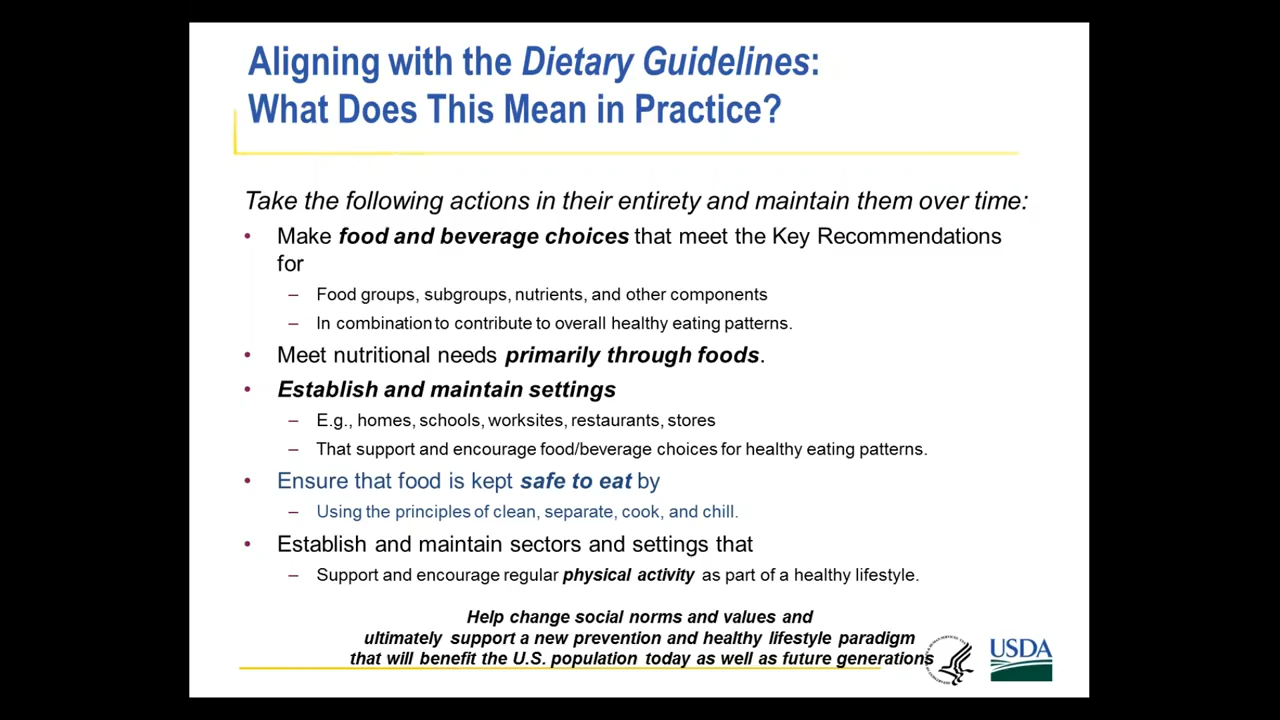 Aligning with the Dietary Guidelines:
What Does This Mean in Practice?
Take the following actions in their entirety and maintain them over time:
• Make food and beverage choices that meet the Key Recommendations
for
– Food groups, subgroups, nutrients, and other components
– In combination to contribute to overall healthy eating patterns.
• Meet nutritional needs primarily through foods.
• Establish and maintain settings
– E.g., homes, schools, worksites, restaurants, stores
– That support and encourage food/beverage choices for healthy eating patterns.
• Ensure that food is kept safe to eat by
– Using the principles of clean, separate, cook, and chill.
• Establish and maintain sectors and settings that
– Support and encourage regular physical activity as part of a healthy lifestyle.
Help change social norms and values and
ultimately support a new prevention and healthy lifestyle paradigm
that will benefit the U.S. population today as well as future generations
USDA